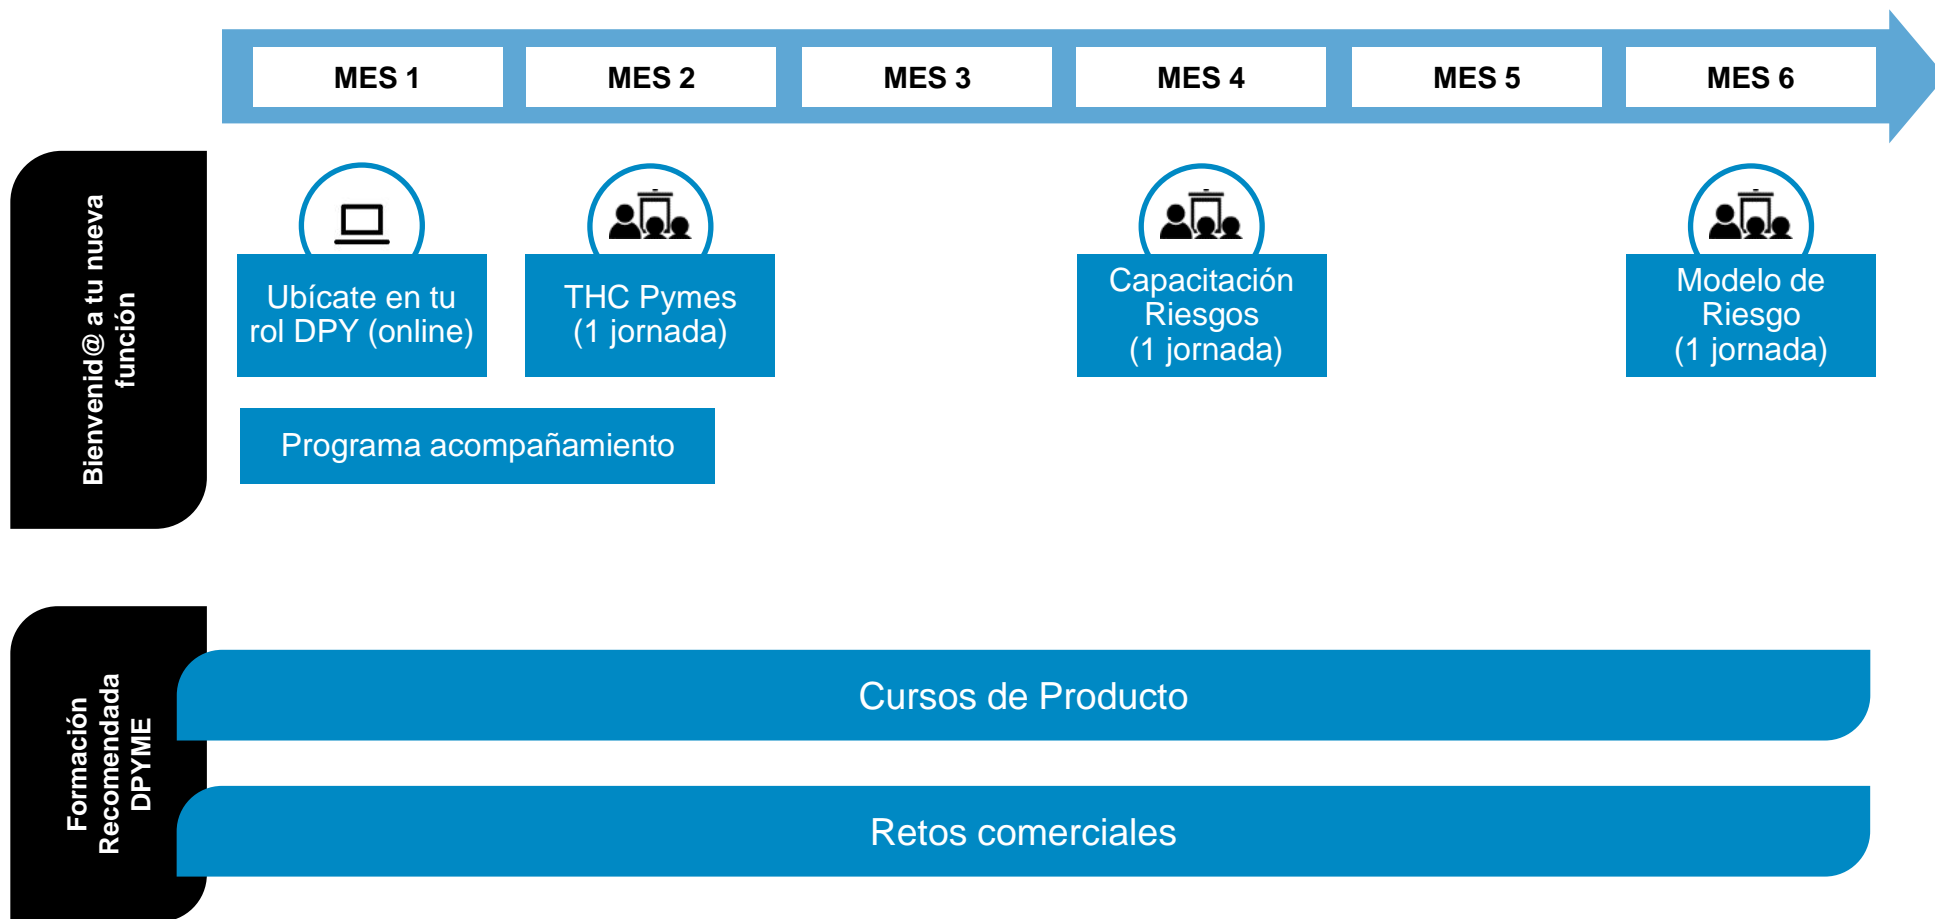 MES 1
MES 2
MES 3
MES 4
MES 5
MES 6
Bienvenid@ a tu nueva
función
Ubícate en tu
rol DPY (online)
THC Pymes
(1 jornada)
Capacitación
Riesgos
(1 jornada)
Modelo de
Riesgo
(1 jornada)
Programa acompañamiento
Formación
Recomendada
DPYME
Cursos de Producto
Retos comerciales